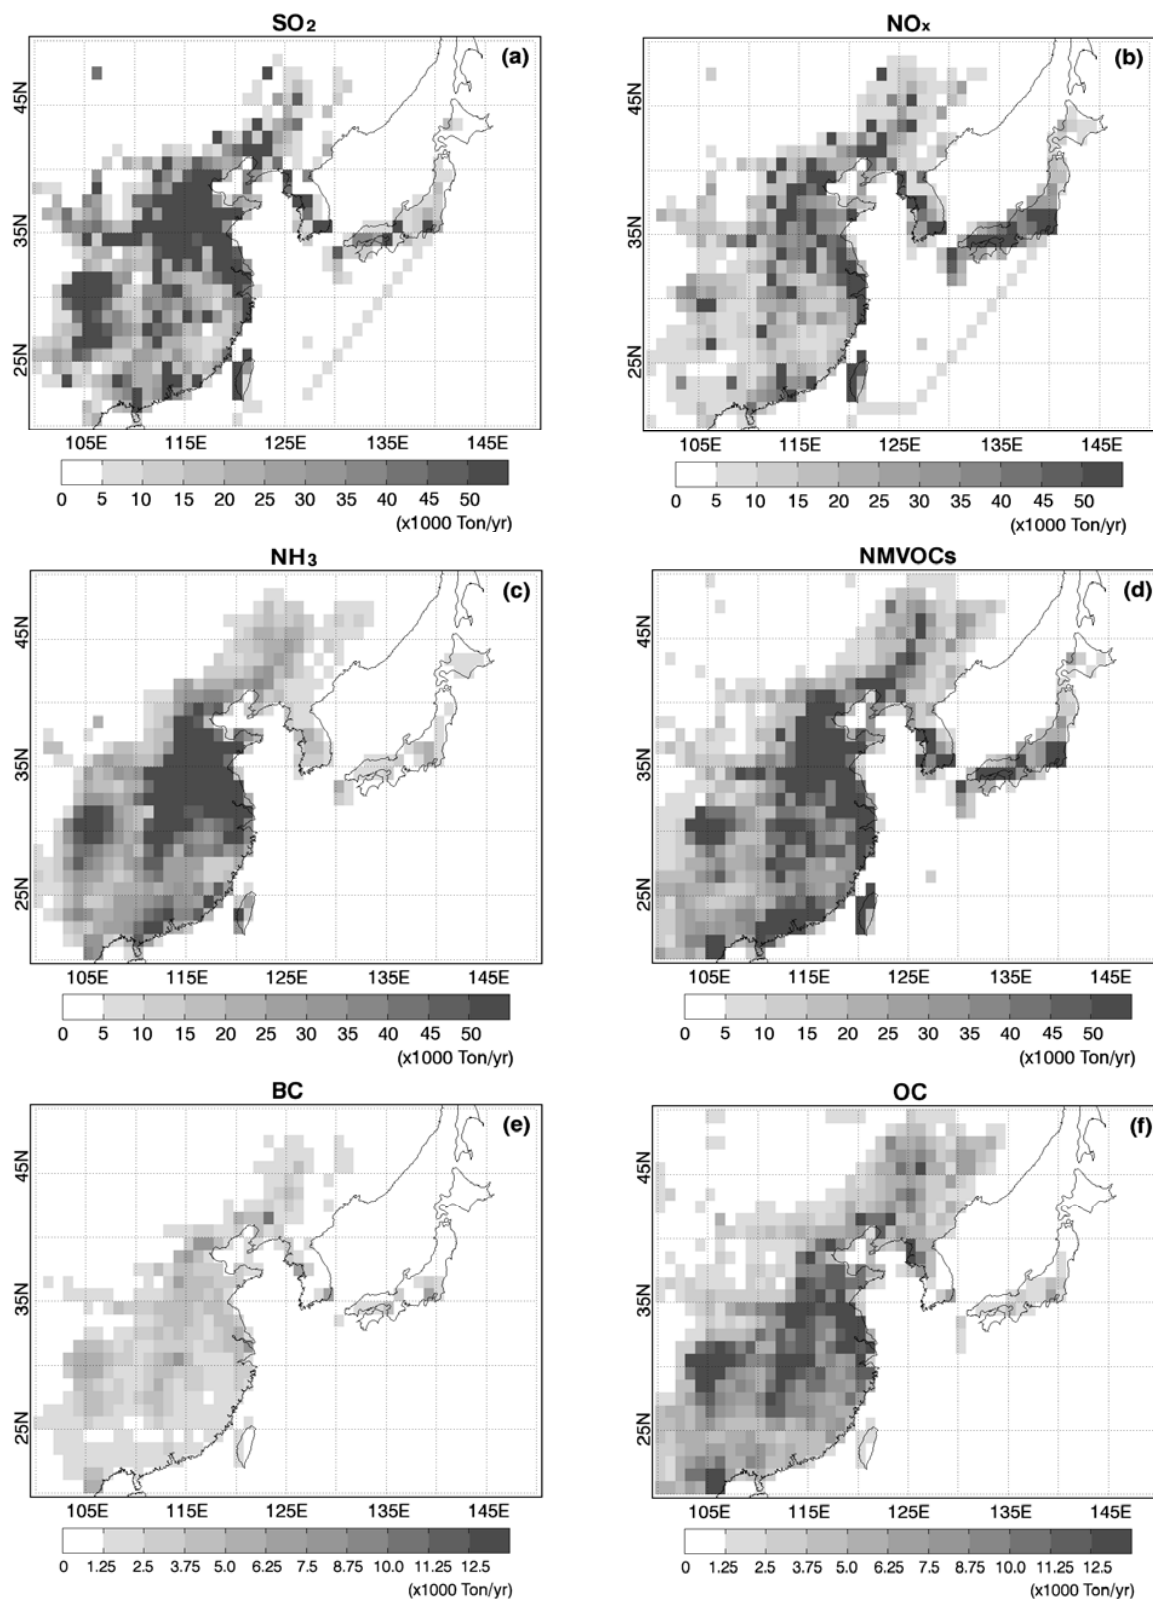 SO₂
(a)
45N
35N
25N
105E 115E 125E 135E 145E
0 5 10 15 20 25 30 35 40 45 50
(x1000 Ton/yr)
NOₓ
(b)
45N
35N
25N
105E 115E 125E 135E 145E
0 5 10 15 20 25 30 35 40 45 50
(x1000 Ton/yr)
NH₃
(c)
45N
35N
25N
105E 115E 125E 135E 145E
0 5 10 15 20 25 30 35 40 45 50
(x1000 Ton/yr)
NMVOCs
(d)
45N
35N
25N
105E 115E 125E 135E 145E
0 5 10 15 20 25 30 35 40 45 50
(x1000 Ton/yr)
BC
(e)
45N
35N
25N
105E 115E 125E 135E 145E
0 1.25 2.5 3.75 5.0 6.25 7.5 8.75 10.0 11.25 12.5
(x1000 Ton/yr)
OC
(f)
45N
35N
25N
105E 115E 125E 135E 145E
0 1.25 2.5 3.75 5.0 6.25 7.5 8.75 10.0 11.25 12.5
(x1000 Ton/yr)